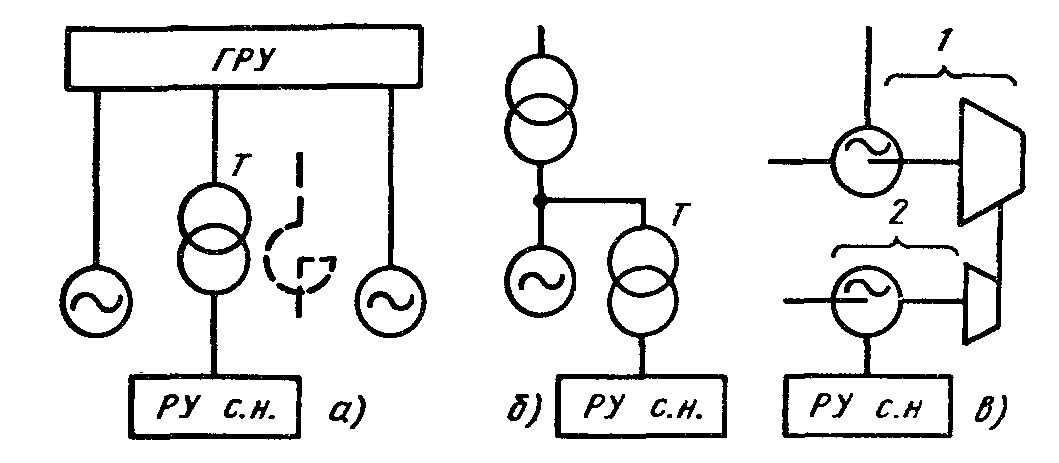 ГРУ
Т
РУ с.н.
а)
Т
РУ с.н.
б)
1
2
РУ с.н
в)